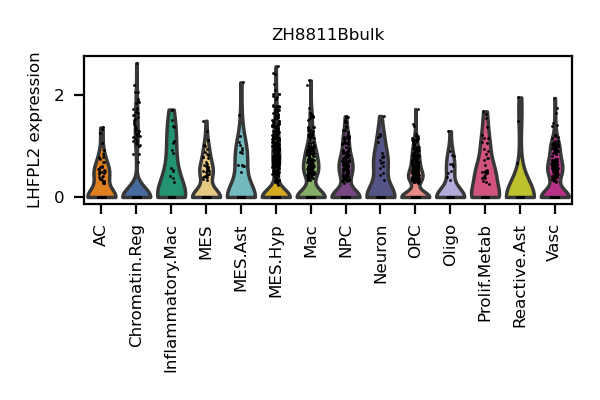 ZH8811Bbulk
LHFPL2 expression
2
0
AC
Chromatin.Reg
Inflammatory.Mac
MES
MES.Ast
MES.Hyp
Mac
NPC
Neuron
OPC
Oligo
Prolif.Metab
Reactive.Ast
Vasc